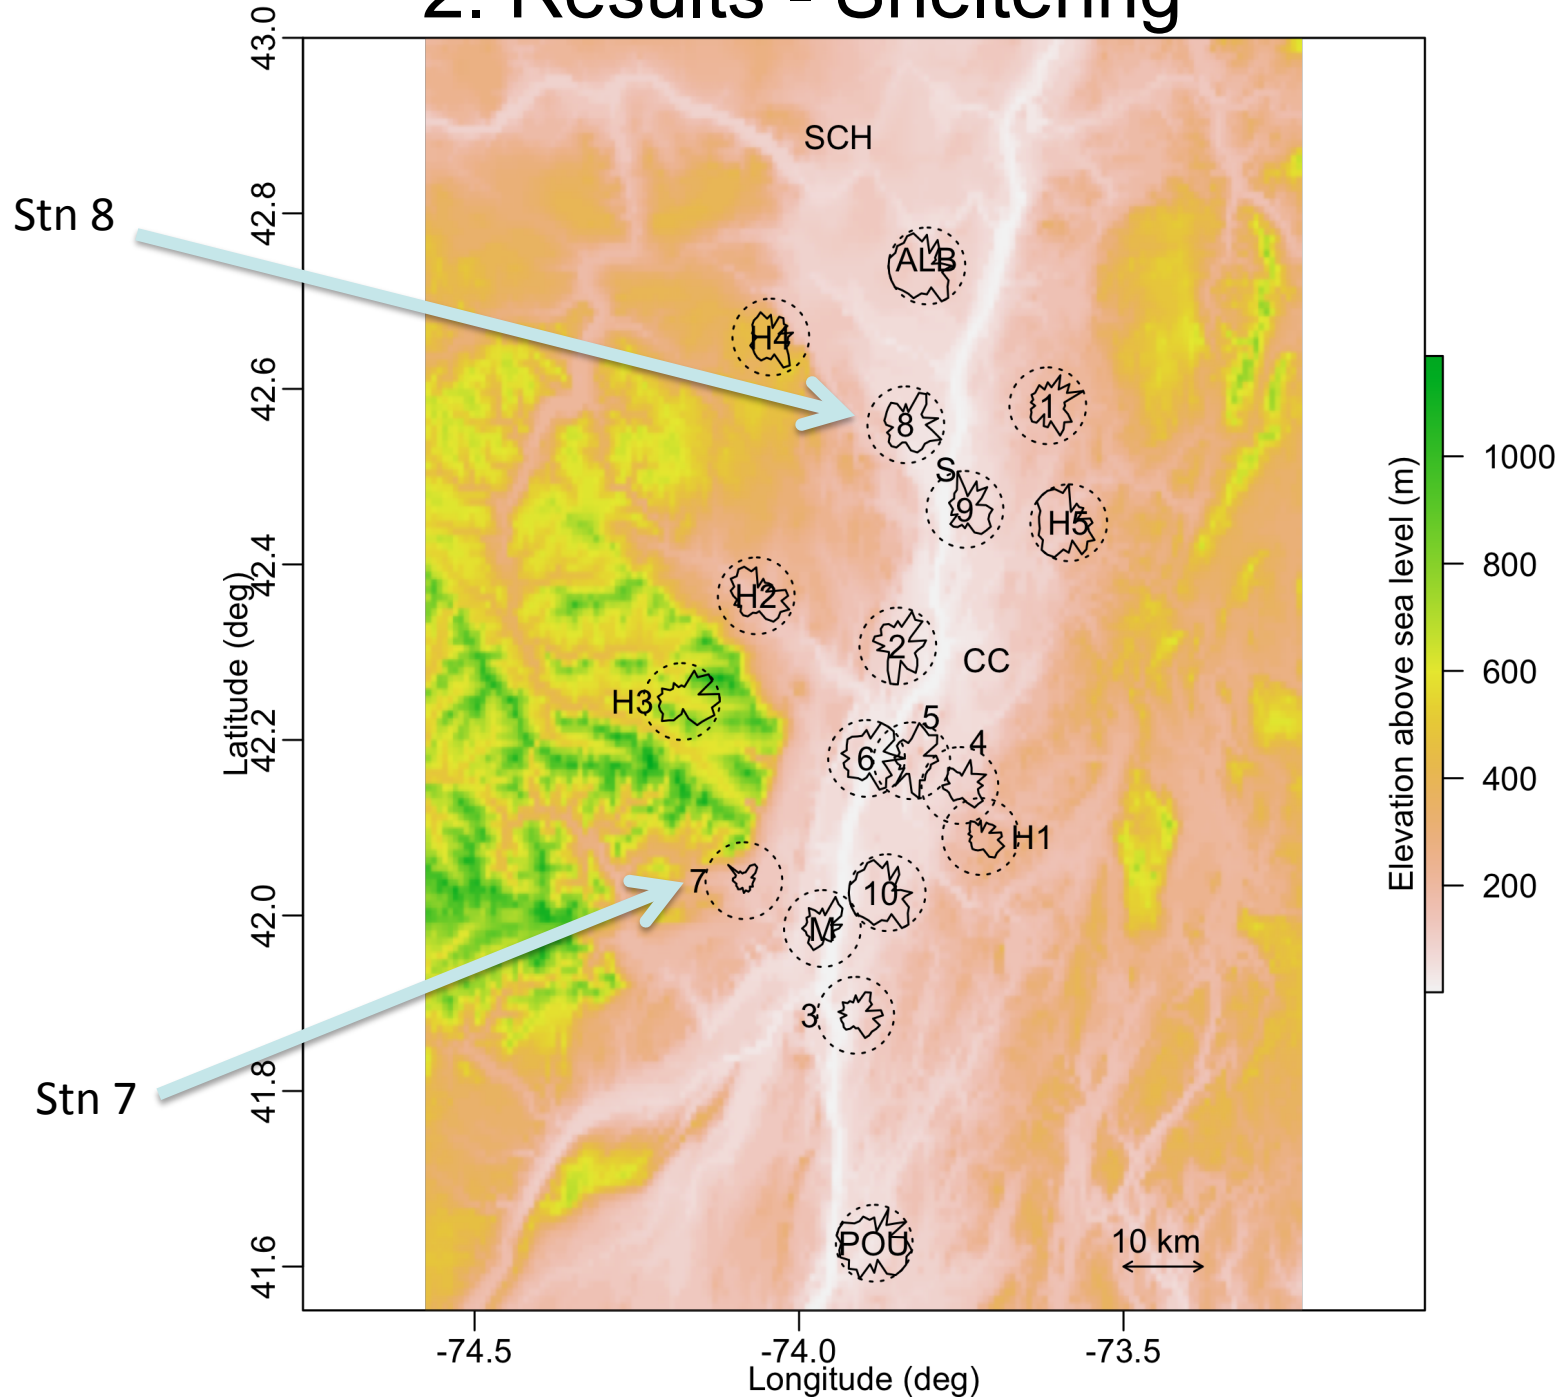 2. Results - Sheltering
43.0
42.8
42.6
42.4
42.2
42.0
41.8
41.6
Latitude (deg)
-74.5
-74.0
-73.5
Longitude (deg)
Stn 8
Stn 7
SCH
ALB
H4
8
1
S
9
H5
H2
2
CC
H3
5
6
4
H1
7
10
M
3
POU
10 km
Elevation above sea level (m)
1000
800
600
400
200